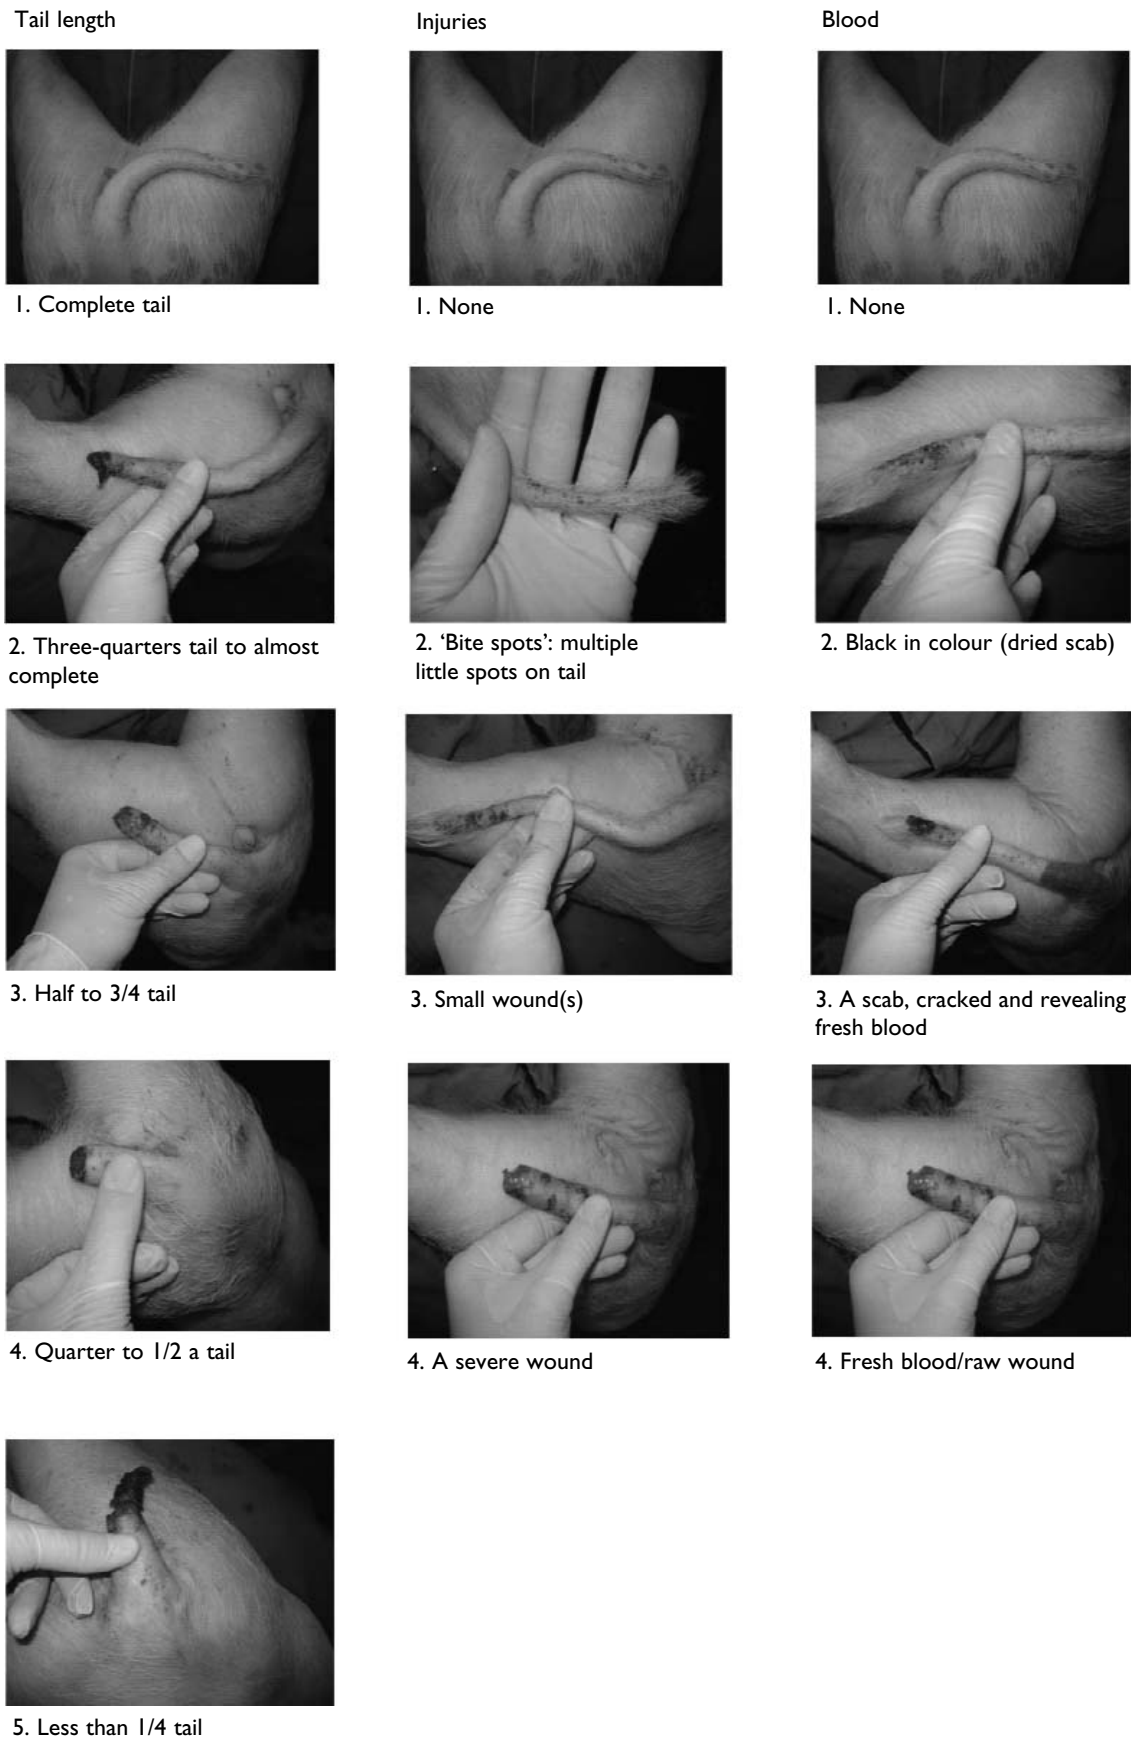 Tail length
Injuries
Blood
1. Complete tail
1. None
1. None
2. Three-quarters tail to almost
complete
2. ‘Bite spots’: multiple
little spots on tail
2. Black in colour (dried scab)
3. Half to 3/4 tail
3. Small wound(s)
3. A scab, cracked and revealing
fresh blood
4. Quarter to 1/2 a tail
4. A severe wound
4. Fresh blood/raw wound
5. Less than 1/4 tail